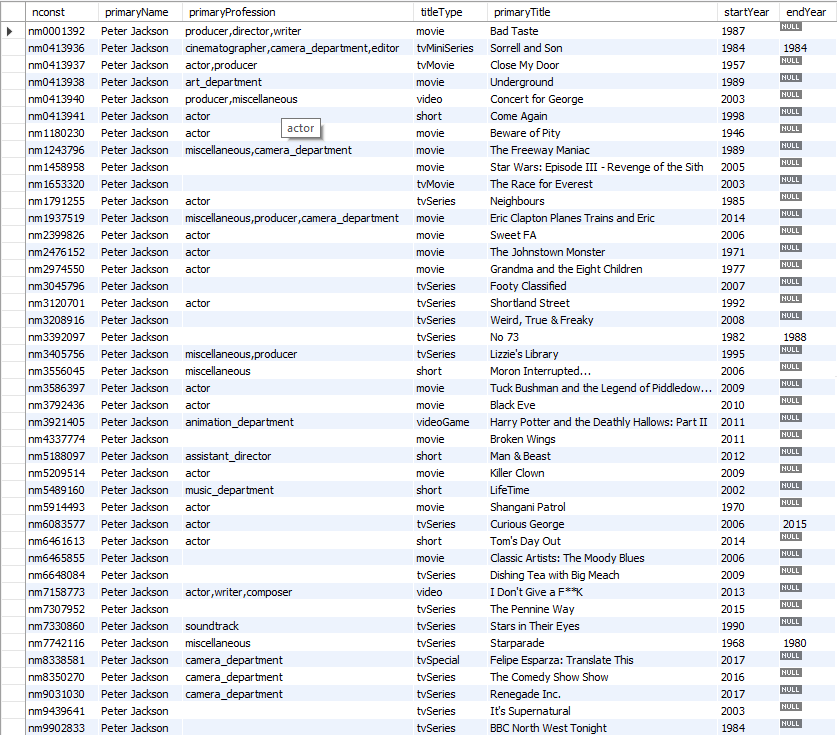 nconst primaryName primaryProfession titleType primaryTitle startYear endYear
nm0001392 Peter Jackson producer,director,writer movie Bad Taste 1987 NULL
nm0413936 Peter Jackson cinematographer,camera_department,editor tvMiniSeries Sorrell and Son 1984 1984
nm0413937 Peter Jackson actor,producer tvMovie Close My Door 1957 NULL
nm0413938 Peter Jackson art_department movie Underground 1989 NULL
nm0413940 Peter Jackson producer,miscellaneous video Concert for George 2003 NULL
nm0413941 Peter Jackson actor short Come Again 1998 NULL
actor
nm1180230 Peter Jackson actor movie Beware of Pity 1946 NULL
nm1243796 Peter Jackson miscellaneous,camera_department movie The Freeway Maniac 1989 NULL
nm1458958 Peter Jackson movie Star Wars: Episode III - Revenge of the Sith 2005 NULL
nm1653320 Peter Jackson tvMovie The Race for Everest 2003 NULL
nm1791255 Peter Jackson actor tvSeries Neighbours 1985 NULL
nm1937519 Peter Jackson miscellaneous,producer,camera_department movie Eric Clapton Planes Trains and Eric 2014 NULL
nm2399826 Peter Jackson actor movie Sweet FA 2006 NULL
nm2476152 Peter Jackson actor movie The Johnstown Monster 1971 NULL
nm2974550 Peter Jackson actor movie Grandma and the Eight Children 1977 NULL
nm3045796 Peter Jackson tvSeries Footy Classified 2007 NULL
nm3120701 Peter Jackson actor tvSeries Shortland Street 1992 NULL
nm3208916 Peter Jackson tvSeries Weird, True & Freaky 2008 NULL
nm3392097 Peter Jackson tvSeries No 73 1982 1988
nm3405756 Peter Jackson miscellaneous,producer tvSeries Lizzie's Library 1995 NULL
nm3556045 Peter Jackson miscellaneous short Moron Interrupted... 2006 NULL
nm3586397 Peter Jackson actor movie Tuck Bushman and the Legend of Piddledow... 2009 NULL
nm3792436 Peter Jackson actor movie Black Eve 2010 NULL
nm3921405 Peter Jackson animation_department videoGame Harry Potter and the Deathly Hallows: Part II 2011 NULL
nm4337774 Peter Jackson movie Broken Wings 2011 NULL
nm5188097 Peter Jackson assistant_director short Man & Beast 2012 NULL
nm5209514 Peter Jackson actor movie Killer Clown 2009 NULL
nm5489160 Peter Jackson music_department short LifeTime 2002 NULL
nm5914493 Peter Jackson actor movie Shangani Patrol 1970 NULL
nm6083577 Peter Jackson actor tvSeries Curious George 2006 2015
nm6461613 Peter Jackson actor short Tom's Day Out 2014 NULL
nm6465855 Peter Jackson movie Classic Artists: The Moody Blues 2006 NULL
nm6648084 Peter Jackson tvSeries Dishing Tea with Big Meach 2009 NULL
nm7158773 Peter Jackson actor,writer,composer video I Don't Give a F**K 2013 NULL
nm7307952 Peter Jackson tvSeries The Pennine Way 2015 NULL
nm7330860 Peter Jackson soundtrack tvSeries Stars in Their Eyes 1990 NULL
nm7742116 Peter Jackson miscellaneous tvSeries Starparade 1968 1980
nm8338581 Peter Jackson camera_department tvSpecial Felipe Esparza: Translate This 2017 NULL
nm8350270 Peter Jackson camera_department tvSeries The Comedy Show Show 2016 NULL
nm9031030 Peter Jackson camera_department tvSeries Renegade Inc. 2017 NULL
nm9439641 Peter Jackson tvSeries It's Supernatural 2003 NULL
nm9902833 Peter Jackson tvSeries BBC North West Tonight 1984 NULL